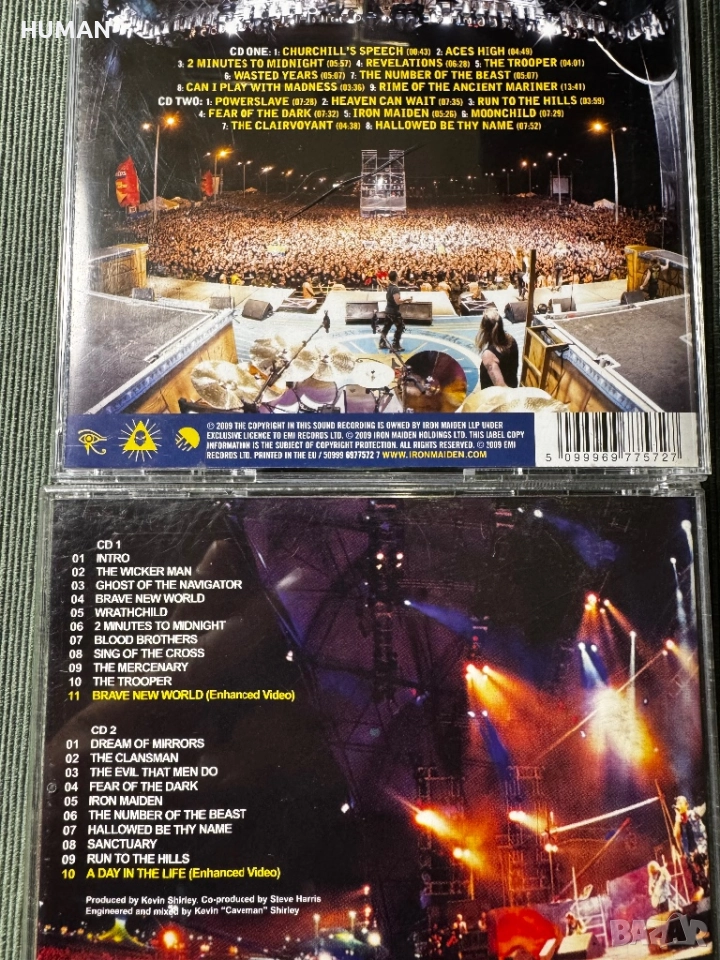 HUMAN
CD ONE: 1: CHURCHILL'S SPEECH (00:43) 2: ACES HIGH (04:49)
3: 2 MINUTES TO MIDNIGHT (05:57) 4: REVELATIONS (06:28) 5: THE TROOPER (04:01)
6: WASTED YEARS (05:07) 7: THE NUMBER OF THE BEAST (05:07)
8: CAN I PLAY WITH MADNESS (03:36) 9: RIME OF THE ANCIENT MARINER (13:41)
CD TWO: 1: POWERSLAVE (07:28) 2: HEAVEN CAN WAIT (07:35) 3: RUN TO THE HILLS (03:59)
4: FEAR OF THE DARK (07:32) 5: IRON MAIDEN (05:26) 6: MOONCHILD (07:29)
7: THE CLAIRVOYANT (04:38) 8: HALLOWED BE THY NAME (07:52)
℗ 2009 THE COPYRIGHT IN THIS SOUND RECORDING IS OWNED BY IRON MAIDEN LLP UNDER
EXCLUSIVE LICENCE TO EMI RECORDS LTD. © 2009 IRON MAIDEN HOLDINGS LTD. THIS LABEL COPY
INFORMATION IS THE SUBJECT OF COPYRIGHT PROTECTION. ALL RIGHTS RESERVED. © 2009 EMI
RECORDS LTD. PRINTED IN THE EU / 50999 6977572 7 WWW.IRONMAIDEN.COM
5 099969 775727
CD 1
01 INTRO
02 THE WICKER MAN
03 GHOST OF THE NAVIGATOR
04 BRAVE NEW WORLD
05 WRATHCHILD
06 2 MINUTES TO MIDNIGHT
07 BLOOD BROTHERS
08 SING OF THE CROSS
09 THE MERCENARY
10 THE TROOPER
11 BRAVE NEW WORLD (Enhanced Video)
CD 2
01 DREAM OF MIRRORS
02 THE CLANSMAN
03 THE EVIL THAT MEN DO
04 FEAR OF THE DARK
05 IRON MAIDEN
06 THE NUMBER OF THE BEAST
07 HALLOWED BE THY NAME
08 SANCTUARY
09 RUN TO THE HILLS
10 A DAY IN THE LIFE (Enhanced Video)
Produced by Kevin Shirley. Co-produced by Steve Harris
Engineered and mixed by Kevin "Caveman" Shirley
BAZAR